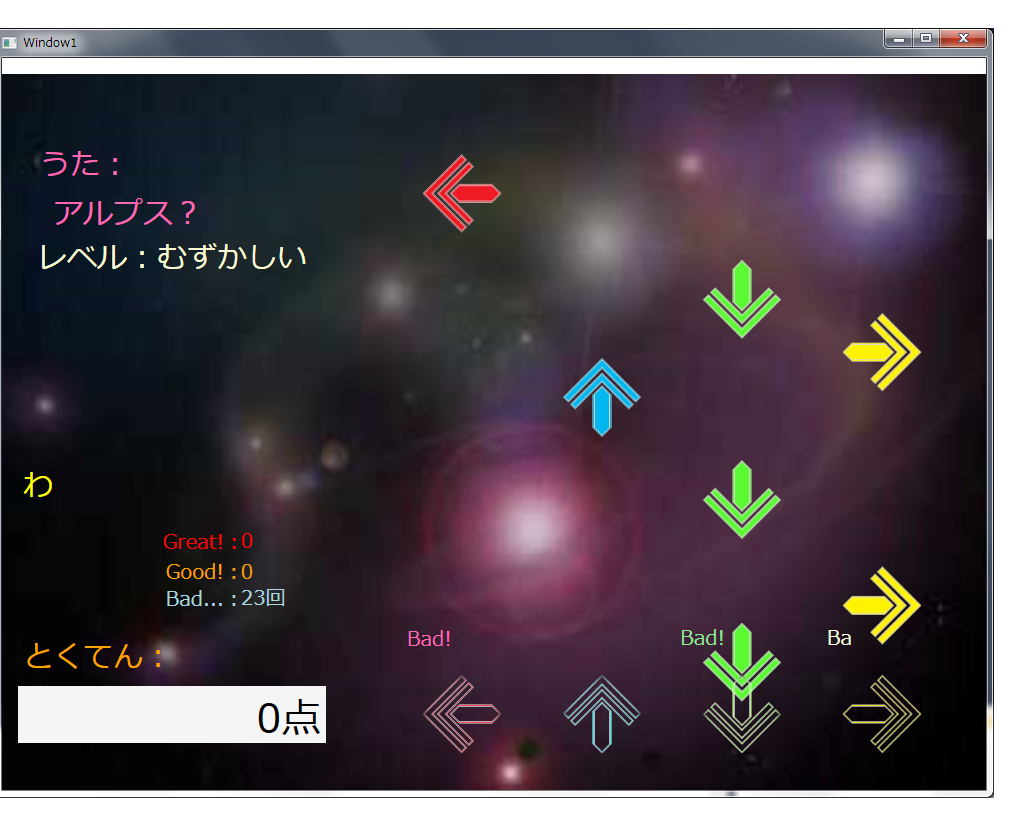 Window1
うた：
アルプス？
レベル：むずかしい
わ
Great! : 0
Good! : 0
Bad... : 23回
Bad!
Bad!
Ba
とくてん：
0点